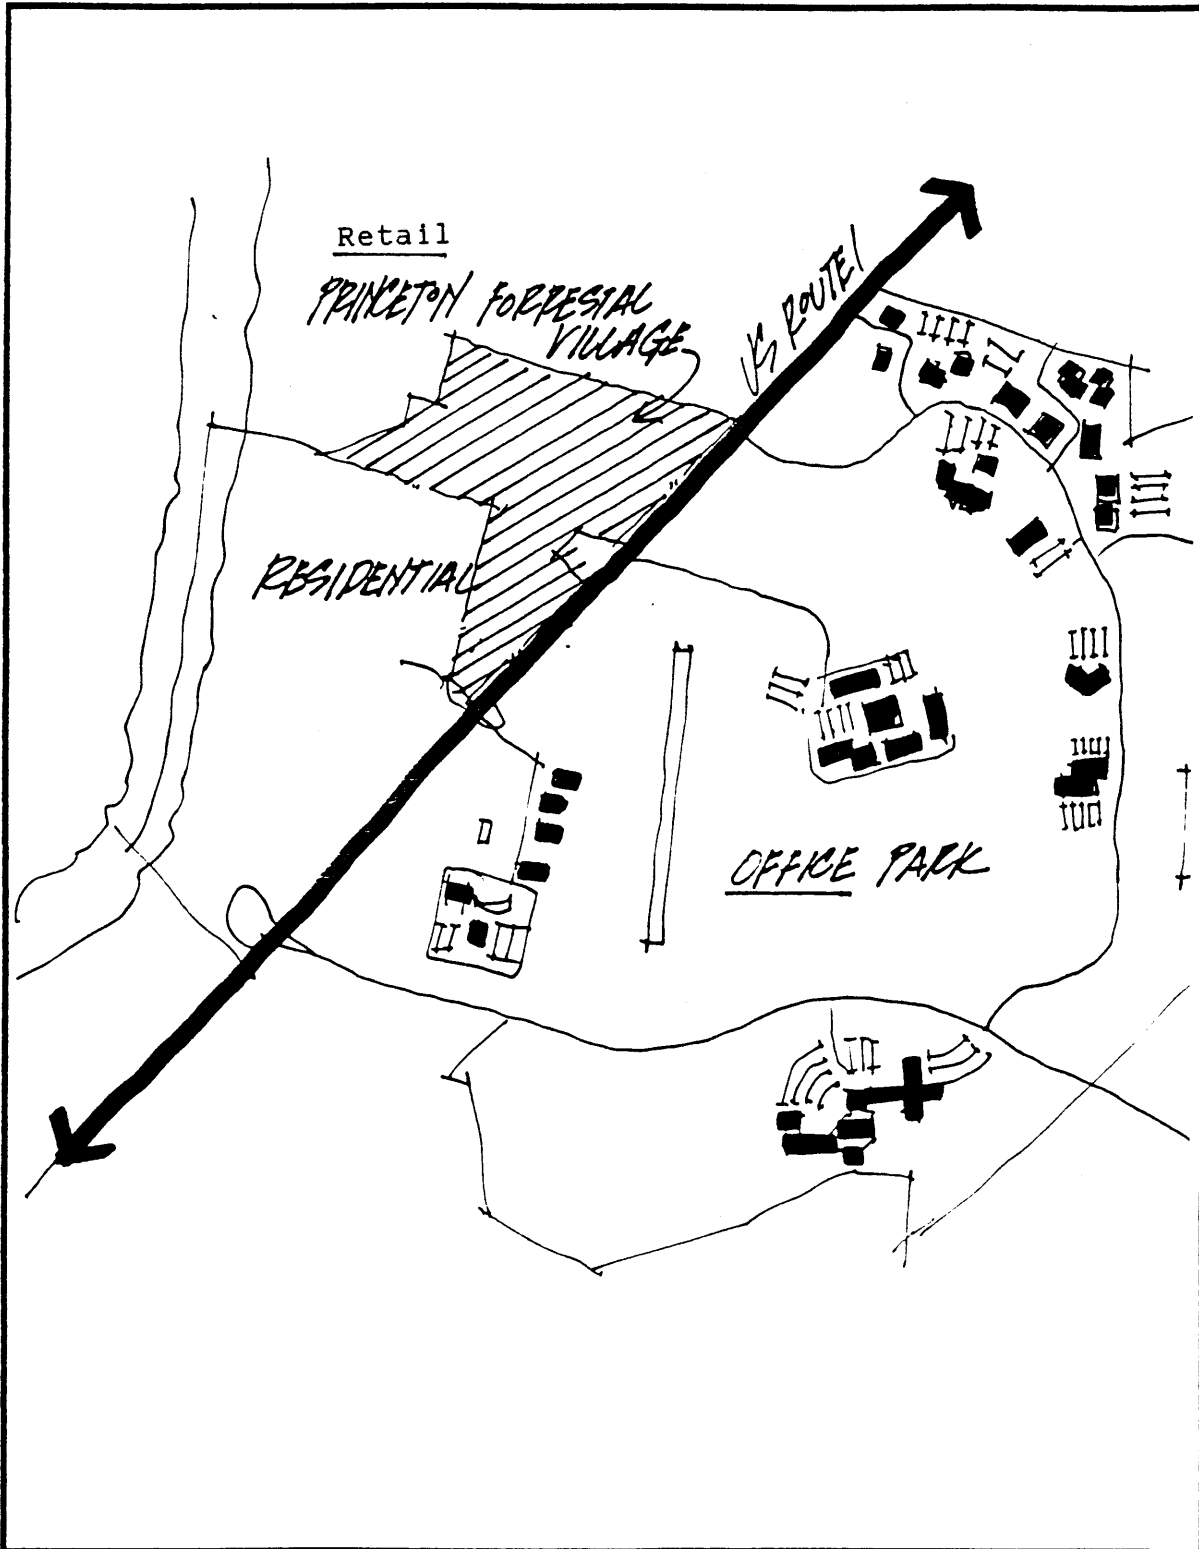 Retail
PRINCETON FORRESTAL
VILLAGE
US ROUTE 1
RESIDENTIAL
OFFICE PARK